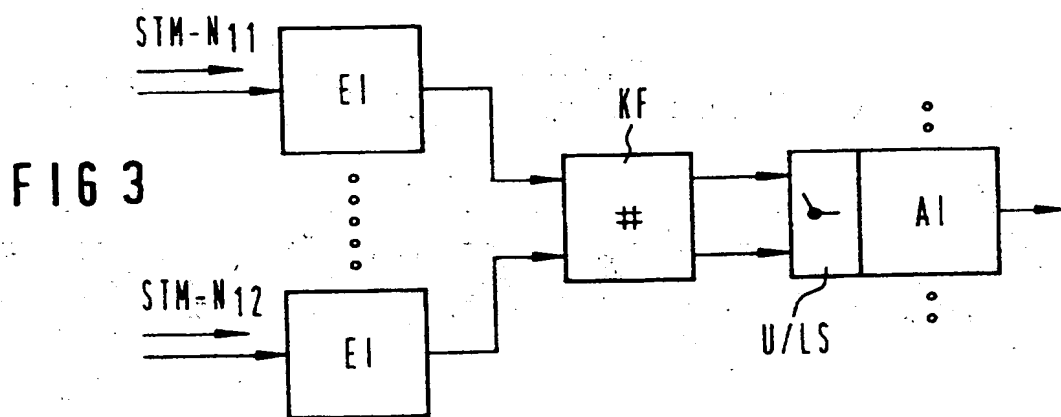 STM-N11
EI
KF
FIG 3
#
AI
STM-N12
EI
U/LS